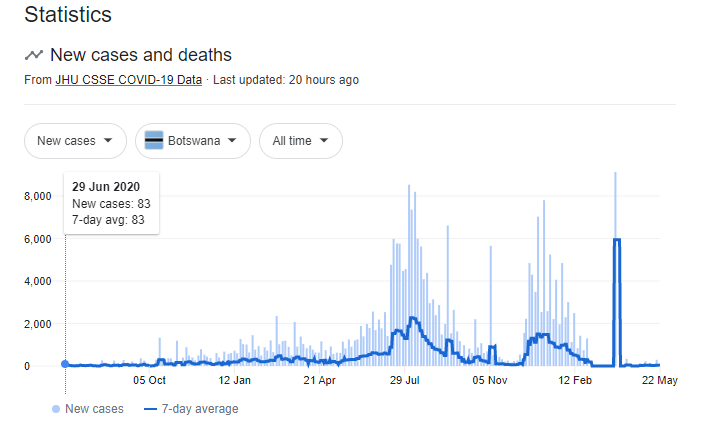 Statistics
New cases and deaths
From JHU CSSE COVID-19 Data · Last updated: 20 hours ago
New cases
Botswana
All time
29 Jun 2020
New cases: 83
7-day avg: 83
8,000
6,000
4,000
2,000
0
05 Oct
12 Jan
21 Apr
29 Jul
05 Nov
12 Feb
22 May
New cases
7-day average